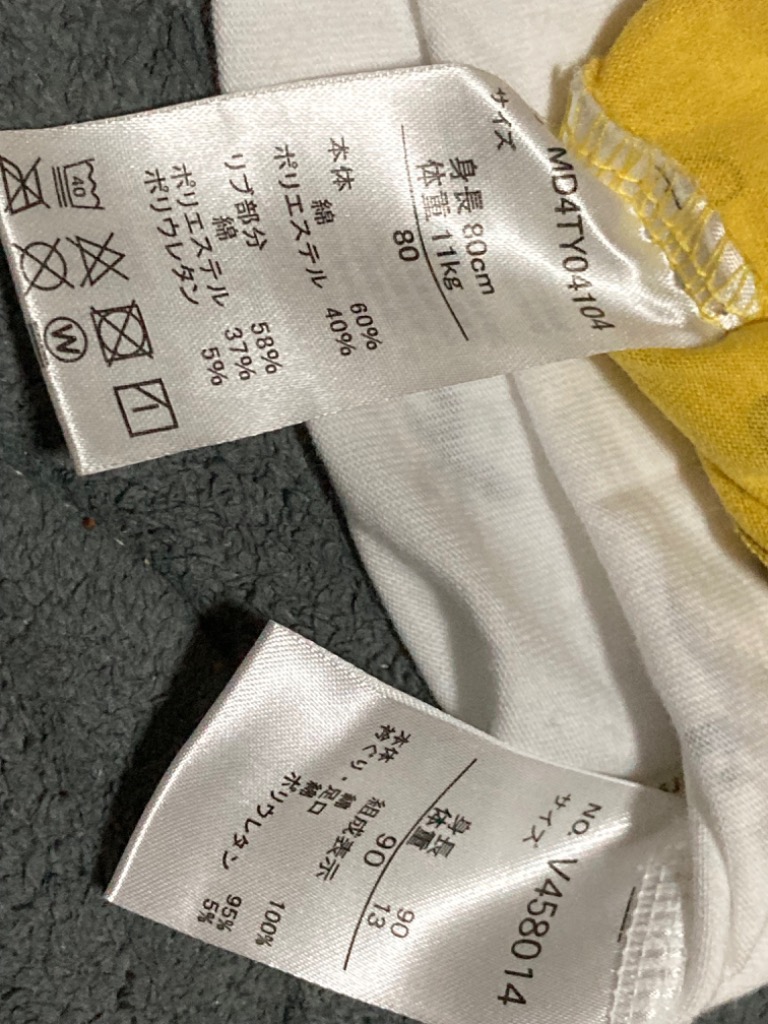 MD4TY04104
サイズ
身長 80cm
体重 11kg
80
本体 綿 60%
ポリエステル 40%
リブ部分
綿 58%
ポリエステル 37%
ポリウレタン 5%
40
W
NO. V458014
サイズ
身長 90
体重 13
90
組成表示
本体 綿 100%
衿ぐり・足口
綿 95%
ポリウレタン 5%